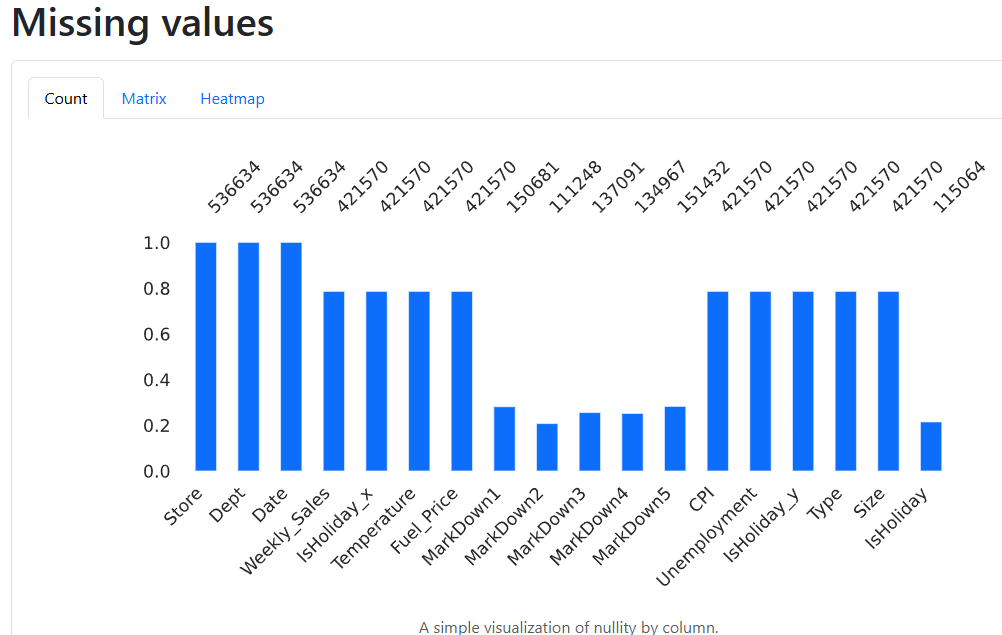 Missing values
Count Matrix Heatmap
536634 536634 536634 421570 421570 421570 421570 150681 111248 137091 134967 151432 421570 421570 421570 421570 421570 115064
1.0
0.8
0.6
0.4
0.2
0.0
Store Dept Date Weekly_Sales IsHoliday_x Temperature Fuel_Price MarkDown1 MarkDown2 MarkDown3 MarkDown4 MarkDown5 CPI Unemployment IsHoliday_y Type Size IsHoliday
A simple visualization of nullity by column.